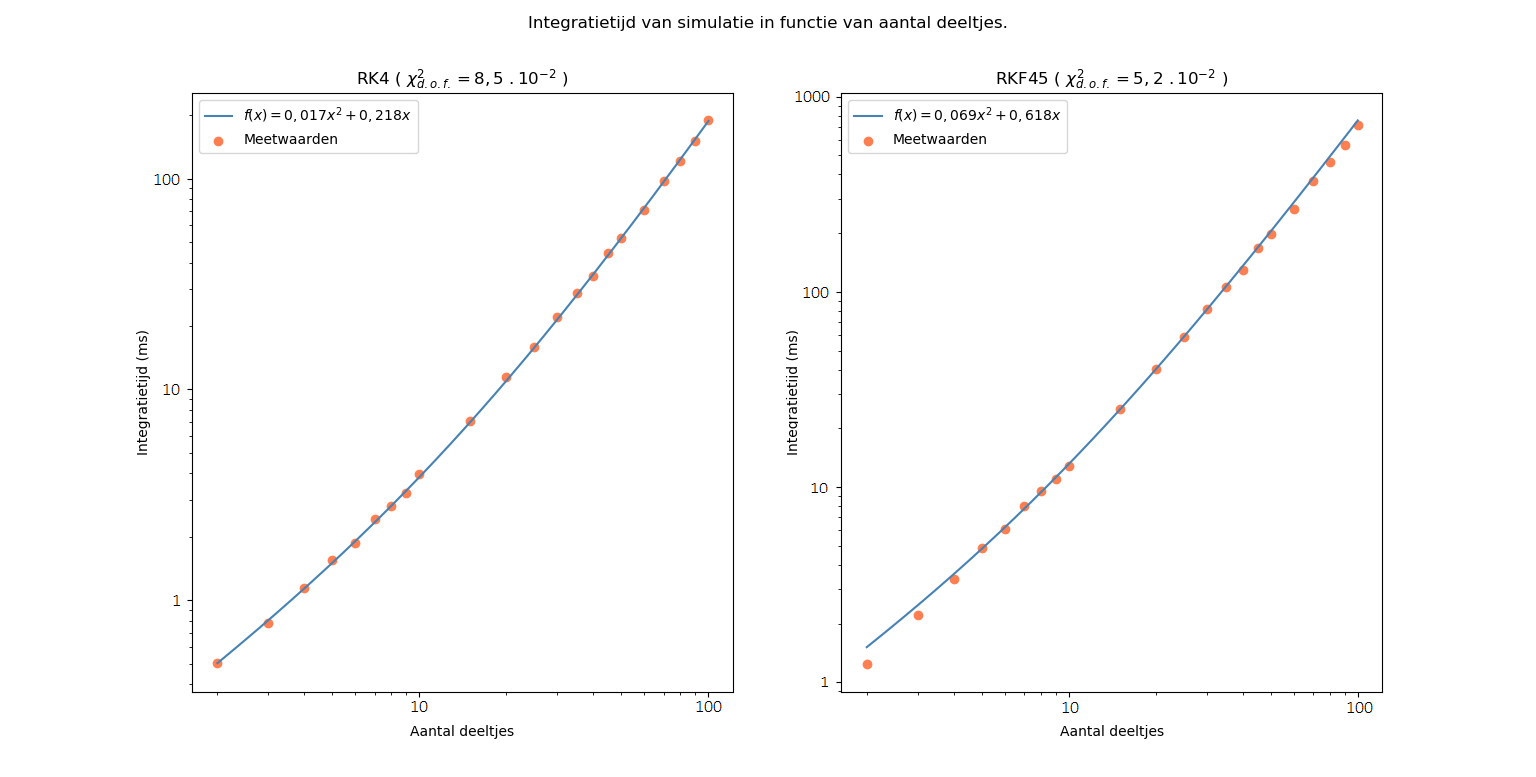 Integratietijd van simulatie in functie van aantal deeltjes.
RK4 ( χ²_{d.o.f.} = 8,5 . 10⁻² )
f(x) = 0,017x² + 0,218x
Meetwaarden
100
10
1
Integratietijd (ms)
10
100
Aantal deeltjes
RKF45 ( χ²_{d.o.f.} = 5,2 . 10⁻² )
f(x) = 0,069x² + 0,618x
Meetwaarden
1000
100
10
1
Integratietijd (ms)
10
100
Aantal deeltjes